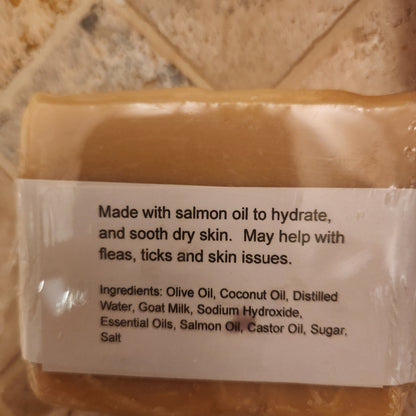 Made with salmon oil to hydrate,
and sooth dry skin.  May help with
fleas, ticks and skin issues.
Ingredients: Olive Oil, Coconut Oil, Distilled
Water, Goat Milk, Sodium Hydroxide,
Essential Oils, Salmon Oil, Castor Oil, Sugar,
Salt